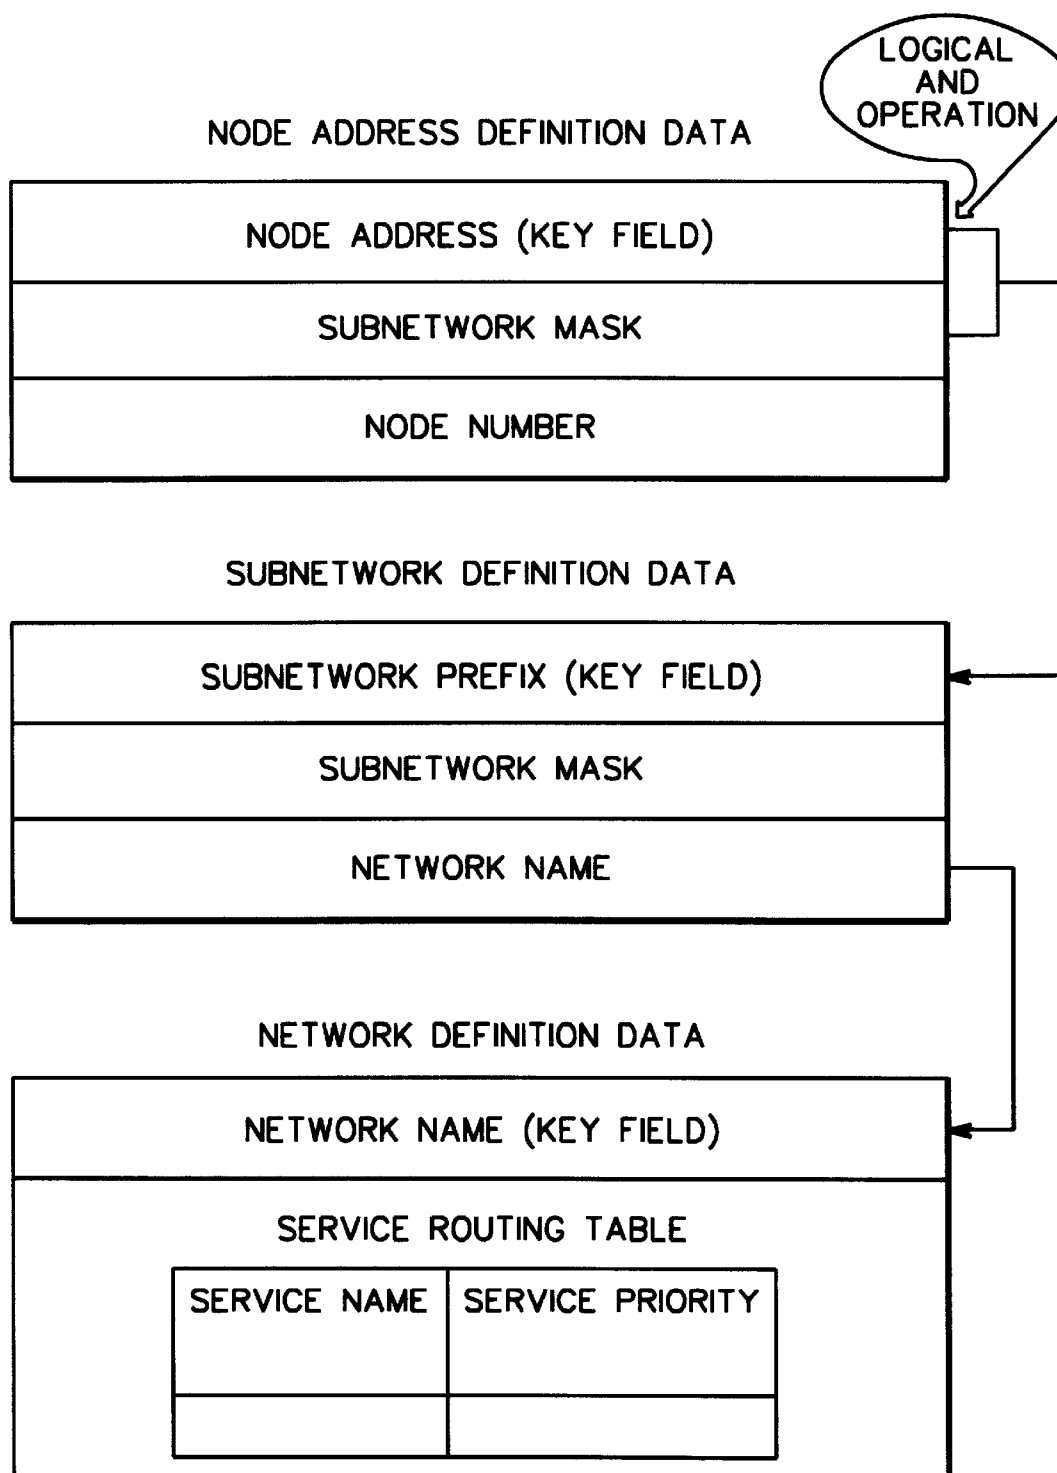 LOGICAL
AND
OPERATION
NODE ADDRESS DEFINITION DATA
NODE ADDRESS (KEY FIELD)
SUBNETWORK MASK
NODE NUMBER
SUBNETWORK DEFINITION DATA
SUBNETWORK PREFIX (KEY FIELD)
SUBNETWORK MASK
NETWORK NAME
NETWORK DEFINITION DATA
NETWORK NAME (KEY FIELD)
SERVICE ROUTING TABLE
SERVICE NAME
SERVICE PRIORITY